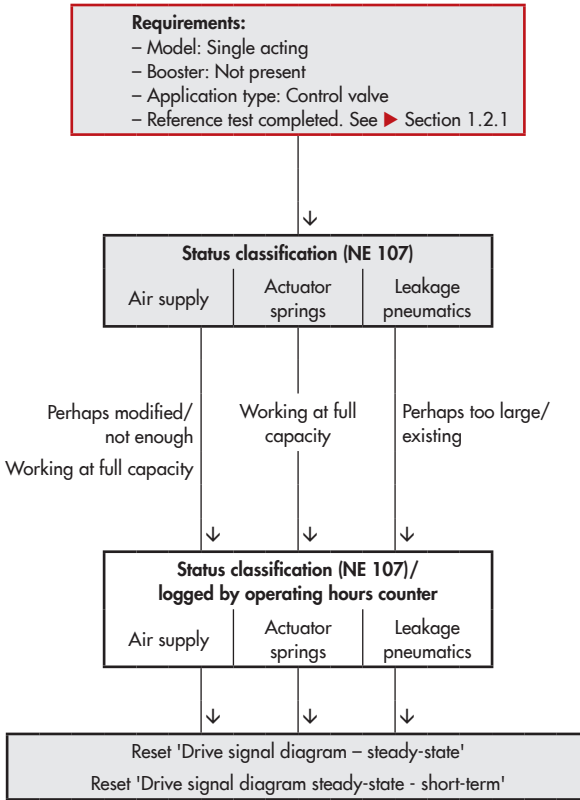 Requirements:
– Model: Single acting
– Booster: Not present
– Application type: Control valve
– Reference test completed. See ▶ Section 1.2.1
Status classification (NE 107)
Air supply
Actuator
springs
Leakage
pneumatics
Perhaps modified/
not enough
Working at full capacity
Working at full
capacity
Perhaps too large/
existing
Status classification (NE 107)/
logged by operating hours counter
Air supply
Actuator
springs
Leakage
pneumatics
Reset 'Drive signal diagram – steady-state'
Reset 'Drive signal diagram steady-state - short-term'